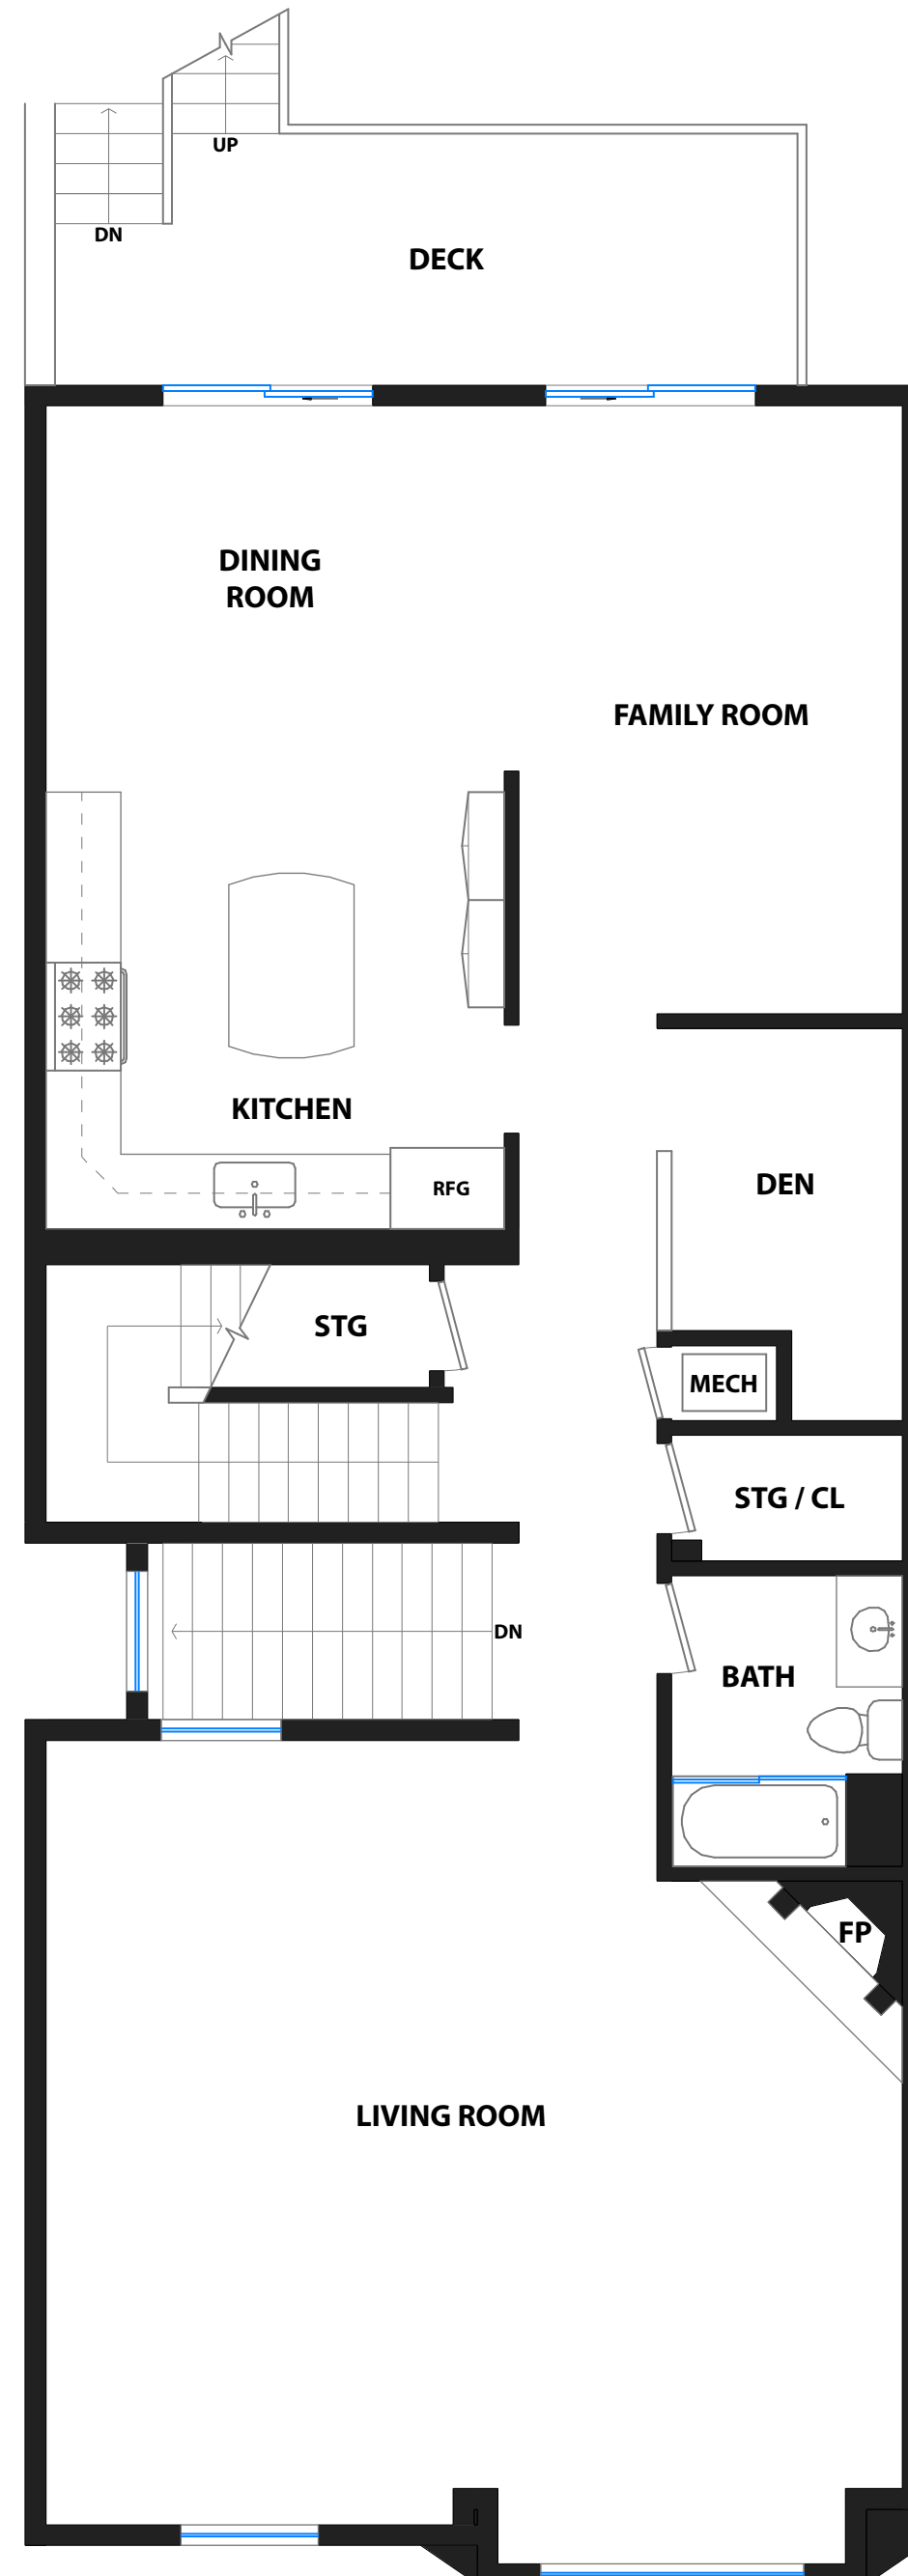 UP
DN
DECK
DINING
ROOM
FAMILY ROOM
KITCHEN
DEN
RFG
STG
MECH
STG / CL
DN
BATH
FP
LIVING ROOM